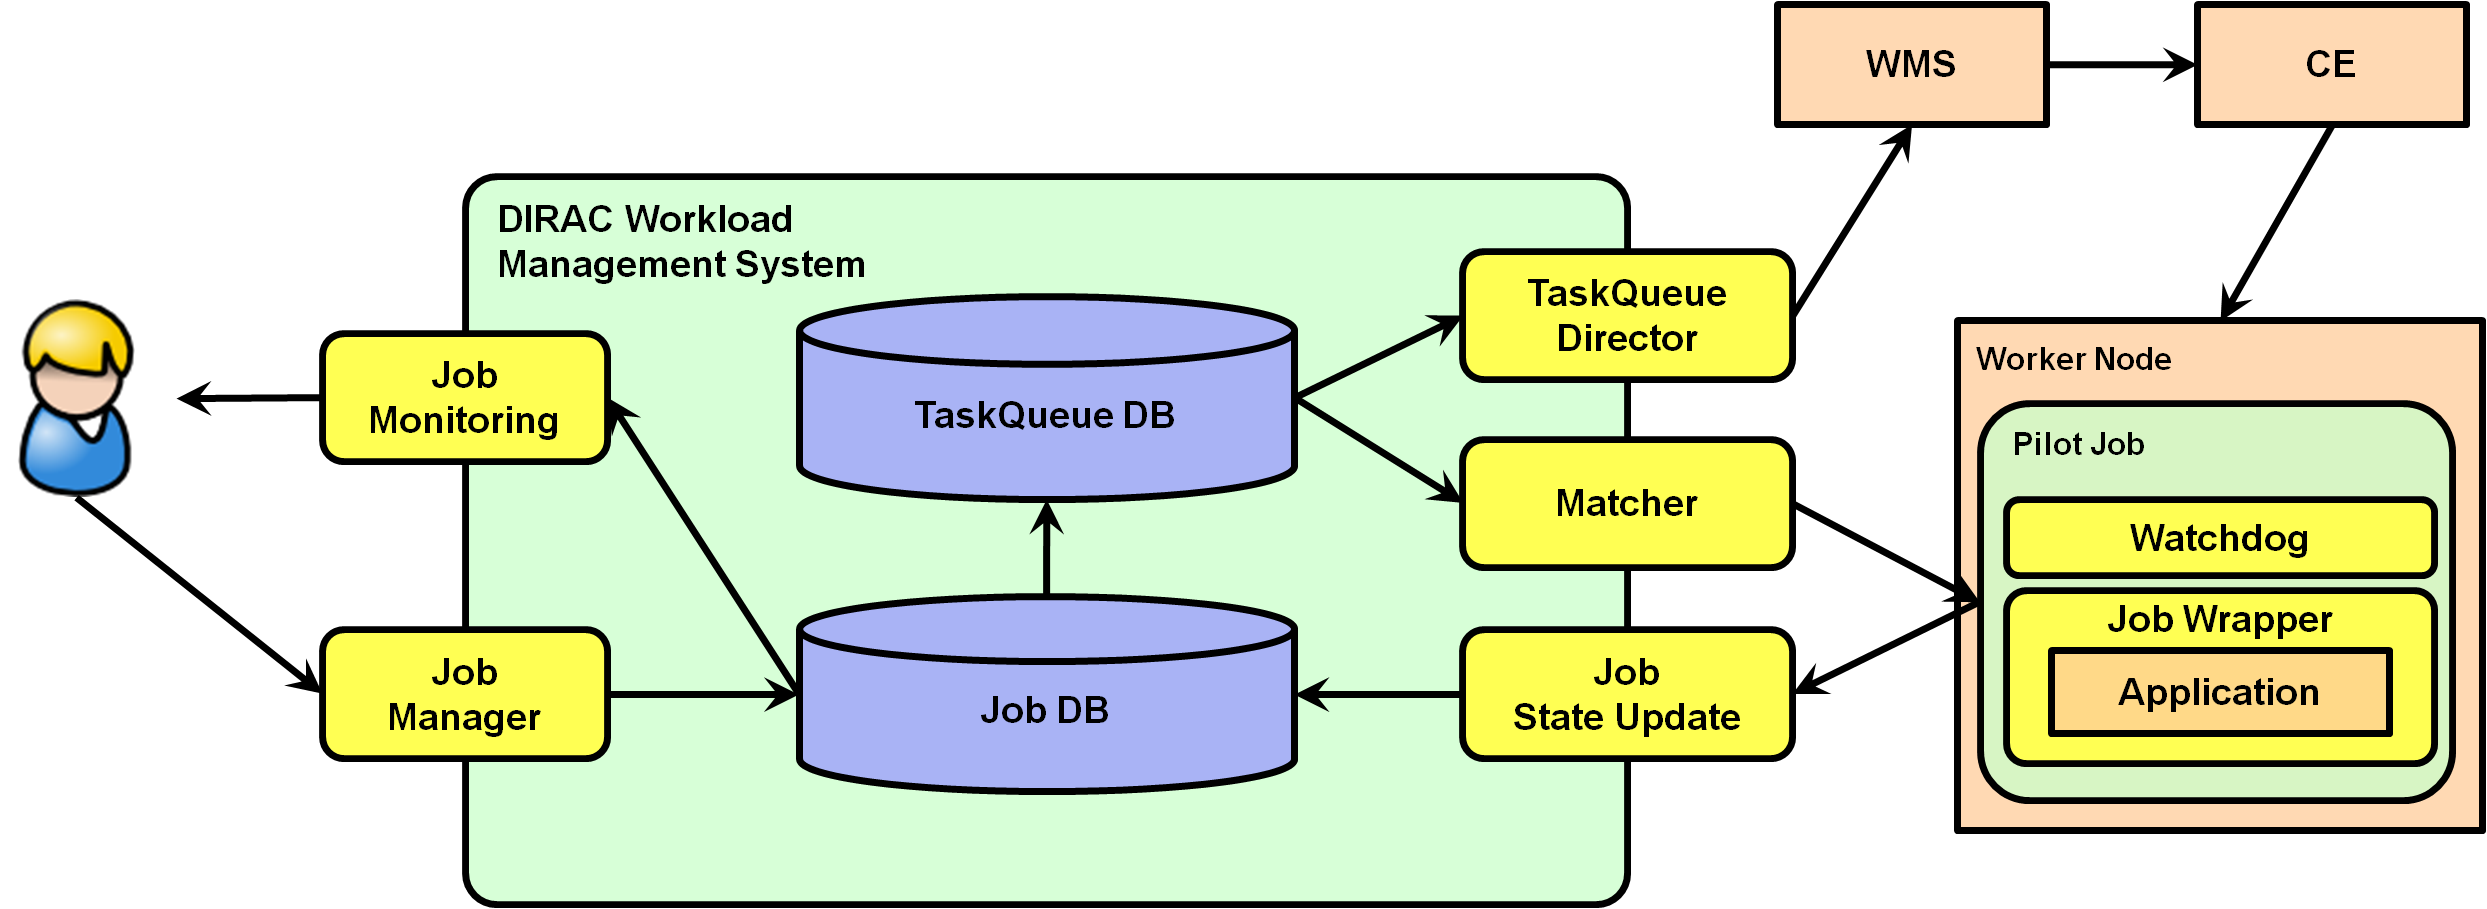 WMS
CE
DIRAC Workload
Management System
TaskQueue
Director
Worker Node
Job
Monitoring
TaskQueue DB
Pilot Job
Matcher
Watchdog
Job
Manager
Job DB
Job
State Update
Job Wrapper
Application